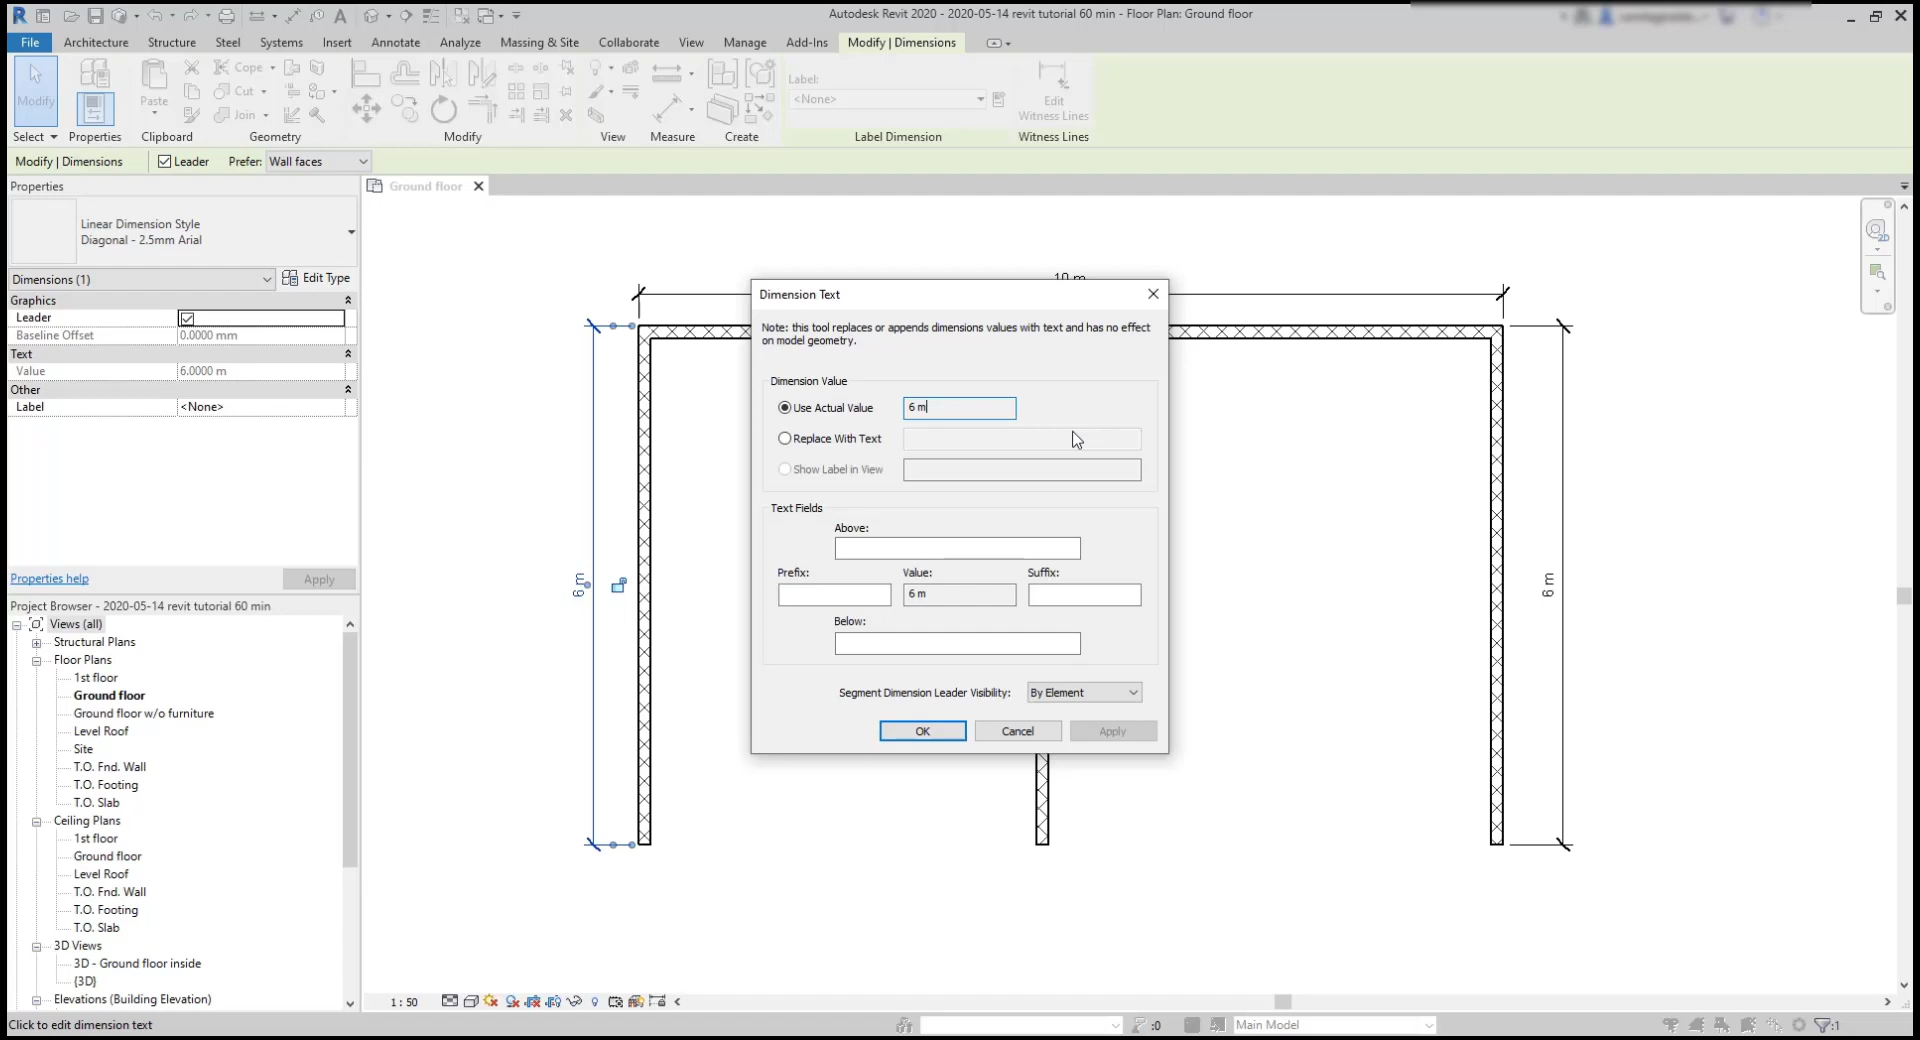 Autodesk Revit 2020 - 2020-05-14 revit tutorial 60 min - Floor Plan: Ground floor
File Architecture Structure Steel Systems Insert Annotate Analyze Massing & Site Collaborate View Manage Add-Ins Modify | Dimensions
Modify
Paste
Cope
Cut
Join
Label:
<None>
Edit
Witness Lines
Select Properties Clipboard Geometry Modify View Measure Create Label Dimension Witness Lines
Modify | Dimensions Leader Prefer: Wall faces
Properties
Linear Dimension Style
Diagonal - 2.5mm Arial
Dimensions (1) Edit Type
Graphics
Leader
Baseline Offset 0.0000 mm
Text
Value 6.0000 m
Other
Label <None>
Properties help Apply
Project Browser - 2020-05-14 revit tutorial 60 min
Views (all)
Structural Plans
Floor Plans
1st floor
Ground floor
Ground floor w/o furniture
Level Roof
Site
T.O. Fnd. Wall
T.O. Footing
T.O. Slab
Ceiling Plans
1st floor
Ground floor
Level Roof
T.O. Fnd. Wall
T.O. Footing
T.O. Slab
3D Views
3D - Ground floor inside
{3D}
Elevations (Building Elevation)
Ground floor
2D
10 m
6 m
6 m
Dimension Text
Note: this tool replaces or appends dimensions values with text and has no effect
on model geometry.
Dimension Value
Use Actual Value 6 m
Replace With Text
Show Label in View
Text Fields
Above:
Prefix: Value: Suffix:
6 m
Below:
Segment Dimension Leader Visibility: By Element
OK Cancel Apply
1 : 50
Click to edit dimension text
:0
Main Model
:1